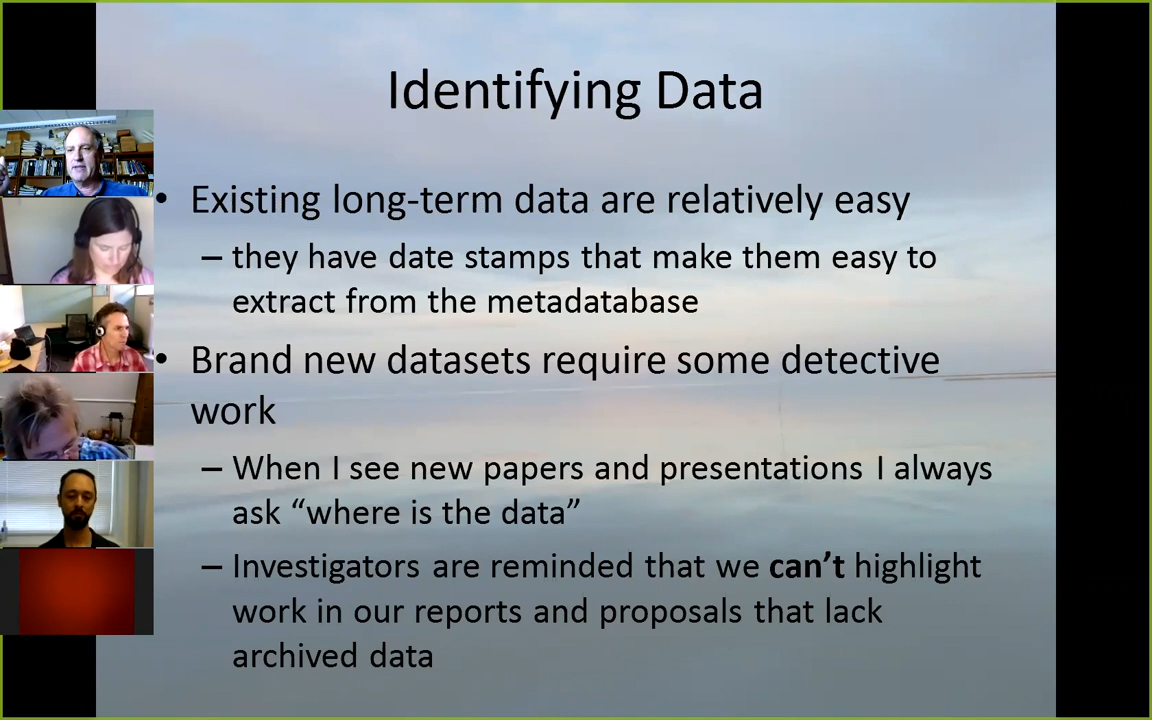 Identifying Data
• Existing long-term data are relatively easy
– they have date stamps that make them easy to
extract from the metadatabase
• Brand new datasets require some detective
work
– When I see new papers and presentations I always
ask “where is the data”
– Investigators are reminded that we can’t highlight
work in our reports and proposals that lack
archived data